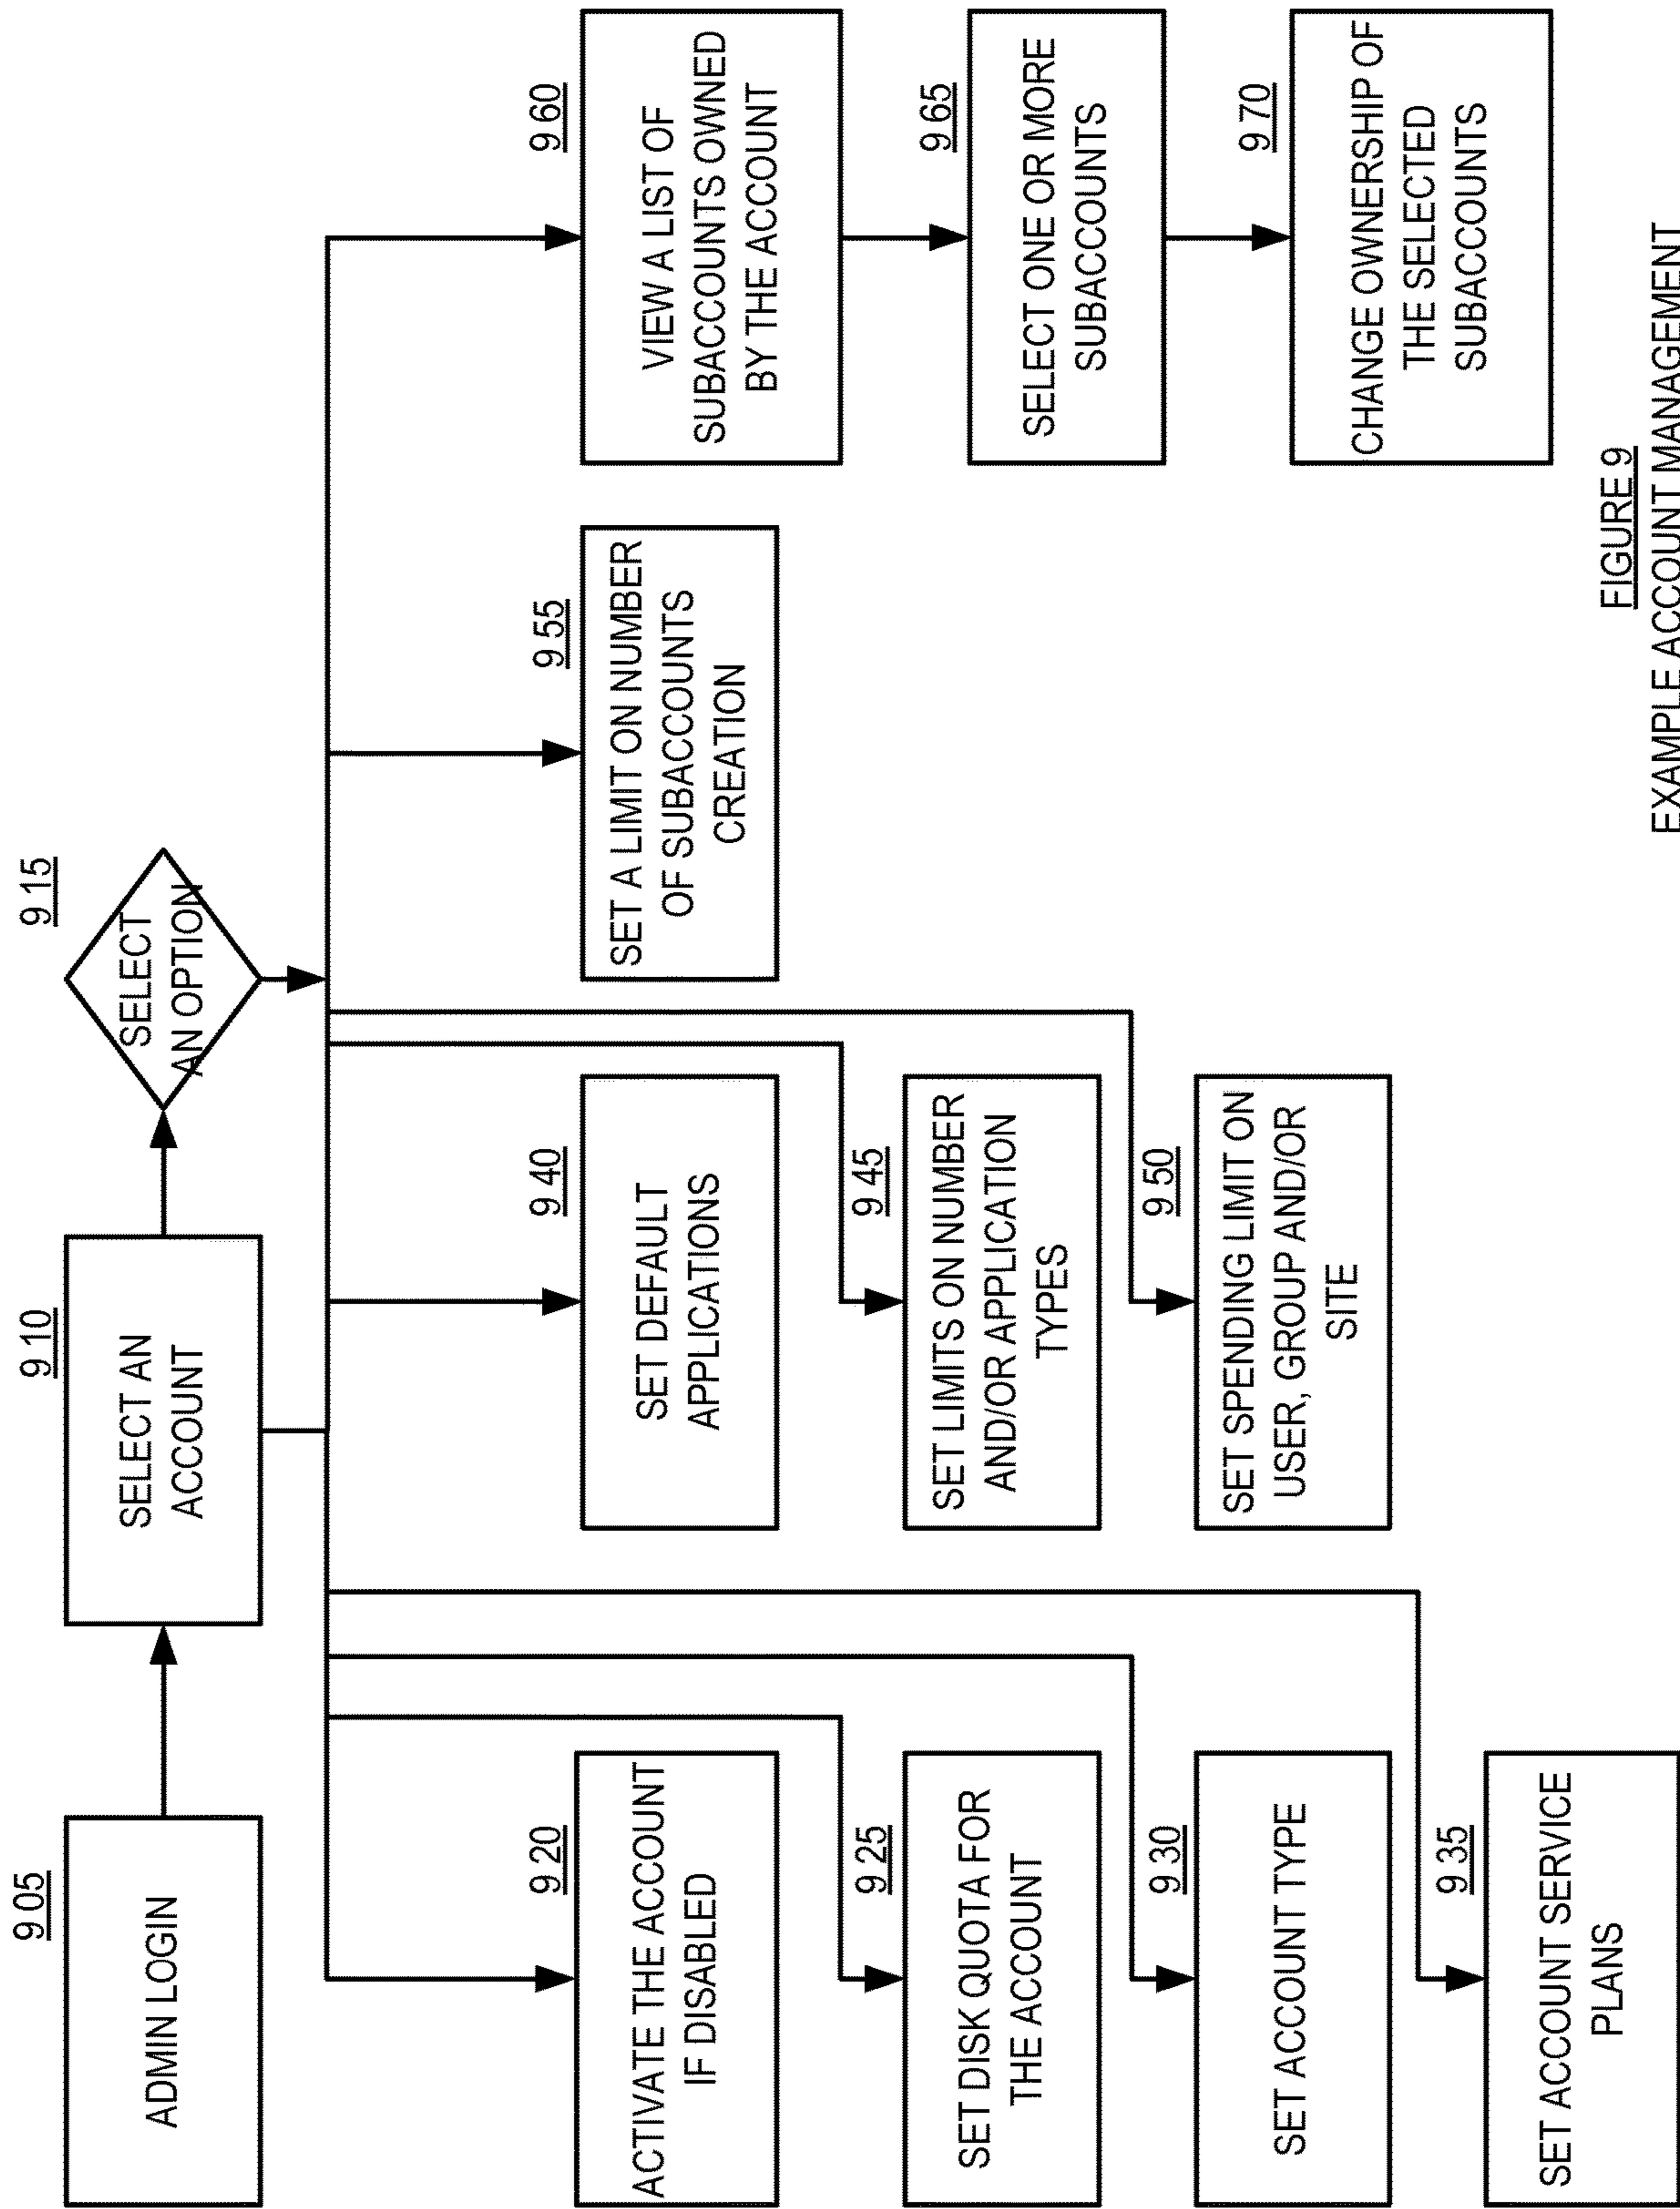 9 05
ADMIN LOGIN
9 10
SELECT AN
ACCOUNT
9 15
SELECT
AN OPTION
9 20
ACTIVATE THE ACCOUNT
IF DISABLED
9 25
SET DISK QUOTA FOR
THE ACCOUNT
9 30
SET ACCOUNT TYPE
9 35
SET ACCOUNT SERVICE
PLANS
9 40
SET DEFAULT
APPLICATIONS
9 45
SET LIMITS ON NUMBER
AND/OR APPLICATION
TYPES
9 50
SET SPENDING LIMIT ON
USER, GROUP AND/OR
SITE
9 55
SET A LIMIT ON NUMBER
OF SUBACCOUNTS
CREATION
9 60
VIEW A LIST OF
SUBACCOUNTS OWNED
BY THE ACCOUNT
9 65
SELECT ONE OR MORE
SUBACCOUNTS
9 70
CHANGE OWNERSHIP OF
THE SELECTED
SUBACCOUNTS
FIGURE 9
EXAMPLE ACCOUNT MANAGEMENT